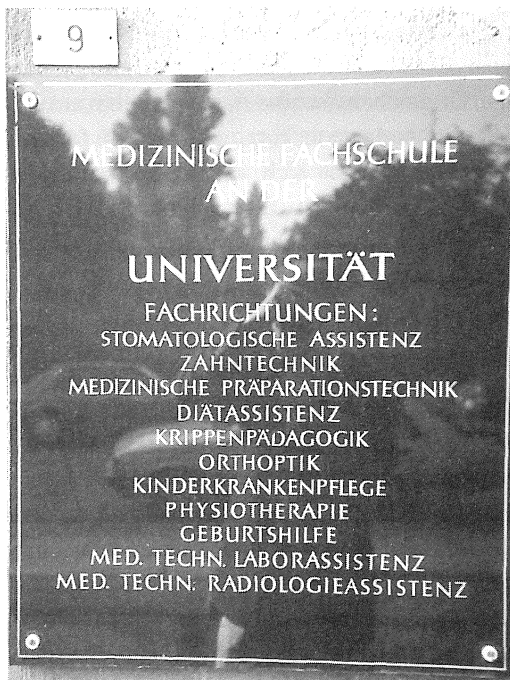 9
MEDIZINISCHE FACHSCHULE
AN DER
UNIVERSITÄT
FACHRICHTUNGEN:
STOMATOLOGISCHE ASSISTENZ
ZAHNTECHNIK
MEDIZINISCHE PRÄPARATIONSTECHNIK
DIÄTASSISTENZ
KRIPPENPÄDAGOGIK
ORTHOPTIK
KINDERKRANKENPFLEGE
PHYSIOTHERAPIE
GEBURTSHILFE
MED. TECHN. LABORASSISTENZ
MED. TECHN. RADIOLOGIEASSISTENZ